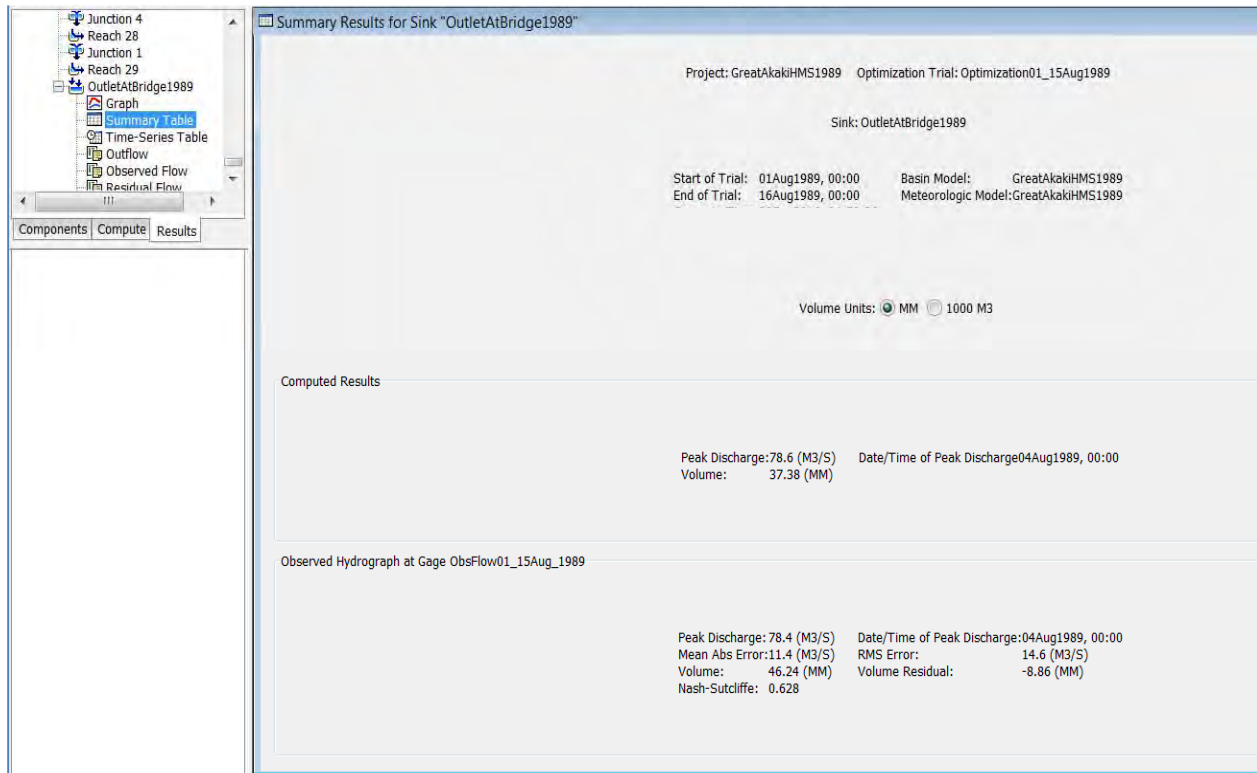 Junction 4
Reach 28
Junction 1
Reach 29
OutletAtBridge1989
Graph
Summary Table
Time-Series Table
Outflow
Observed Flow
Residual Flow
Components Compute Results
Summary Results for Sink "OutletAtBridge1989"
Project: GreatAkakiHMS1989 Optimization Trial: Optimization01_15Aug1989
Sink: OutletAtBridge1989
Start of Trial: 01Aug1989, 00:00 Basin Model: GreatAkakiHMS1989
End of Trial: 16Aug1989, 00:00 Meteorologic Model:GreatAkakiHMS1989
Volume Units: MM 1000 M3
Computed Results
Peak Discharge:78.6 (M3/S) Date/Time of Peak Discharge04Aug1989, 00:00
Volume: 37.38 (MM)
Observed Hydrograph at Gage ObsFlow01_15Aug_1989
Peak Discharge: 78.4 (M3/S) Date/Time of Peak Discharge:04Aug1989, 00:00
Mean Abs Error:11.4 (M3/S) RMS Error: 14.6 (M3/S)
Volume: 46.24 (MM) Volume Residual: -8.86 (MM)
Nash-Sutcliffe: 0.628